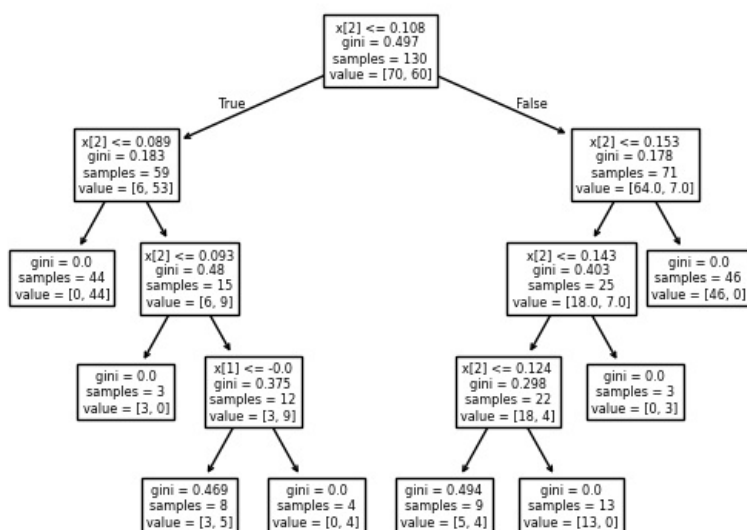 x[2] <= 0.108
gini = 0.497
samples = 130
value = [70, 60]
True
False
x[2] <= 0.089
gini = 0.183
samples = 59
value = [6, 53]
x[2] <= 0.153
gini = 0.178
samples = 71
value = [64.0, 7.0]
gini = 0.0
samples = 44
value = [0, 44]
x[2] <= 0.093
gini = 0.48
samples = 15
value = [6, 9]
x[2] <= 0.143
gini = 0.403
samples = 25
value = [18.0, 7.0]
gini = 0.0
samples = 46
value = [46, 0]
gini = 0.0
samples = 3
value = [3, 0]
x[1] <= -0.0
gini = 0.375
samples = 12
value = [3, 9]
x[2] <= 0.124
gini = 0.298
samples = 22
value = [18, 4]
gini = 0.0
samples = 3
value = [0, 3]
gini = 0.469
samples = 8
value = [3, 5]
gini = 0.0
samples = 4
value = [0, 4]
gini = 0.494
samples = 9
value = [5, 4]
gini = 0.0
samples = 13
value = [13, 0]